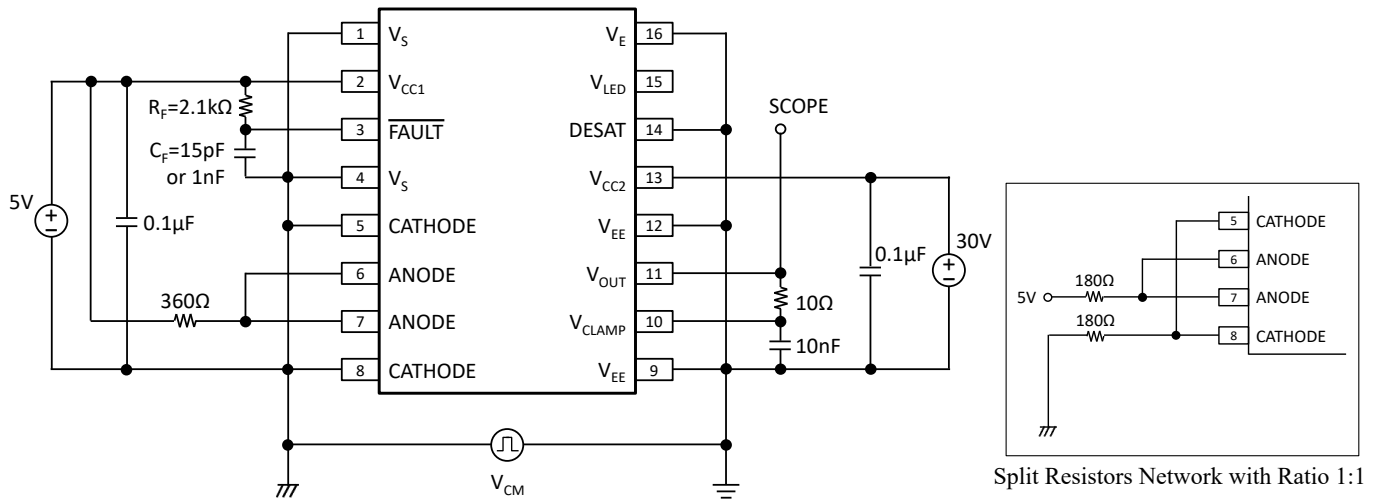 1 V_S
2 V_CC1
3 F̅A̅U̅L̅T̅
4 V_S
5 CATHODE
6 ANODE
7 ANODE
8 CATHODE
V_E 16
V_LED 15
DESAT 14
V_CC2 13
V_EE 12
V_OUT 11
V_CLAMP 10
V_EE 9
R_F=2.1kΩ
C_F=15pF
or 1nF
5V
0.1µF
360Ω
SCOPE
10Ω
10nF
0.1µF
30V
V_CM
5 CATHODE
6 ANODE
7 ANODE
8 CATHODE
5V
180Ω
180Ω
Split Resistors Network with Ratio 1:1